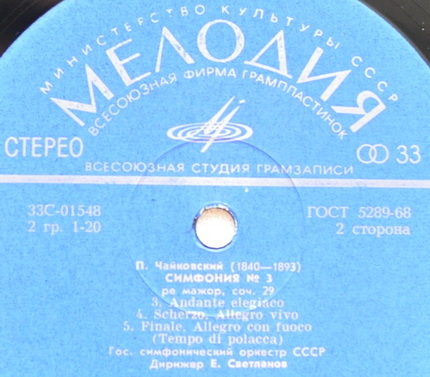 МИНИСТЕРСТВО КУЛЬТУРЫ СССР
МЕЛОДИЯ
ВСЕСОЮЗНАЯ ФИРМА ГРАМПЛАСТИНОК
СТЕРЕО
33
ВСЕСОЮЗНАЯ СТУДИЯ ГРАМЗАПИСИ
33С-01548
ГОСТ 5289-68
2 гр. 1-20
2 сторона
П. Чайковский (1840—1893)
СИМФОНИЯ № 3
ре мажор, соч. 29
3. Andante elegiaco
4. Scherzo. Allegro vivo
5. Finale. Allegro con fuoco
(Tempo di polacca)
Гос. симфонический оркестр СССР
Дирижер Е. Светланов